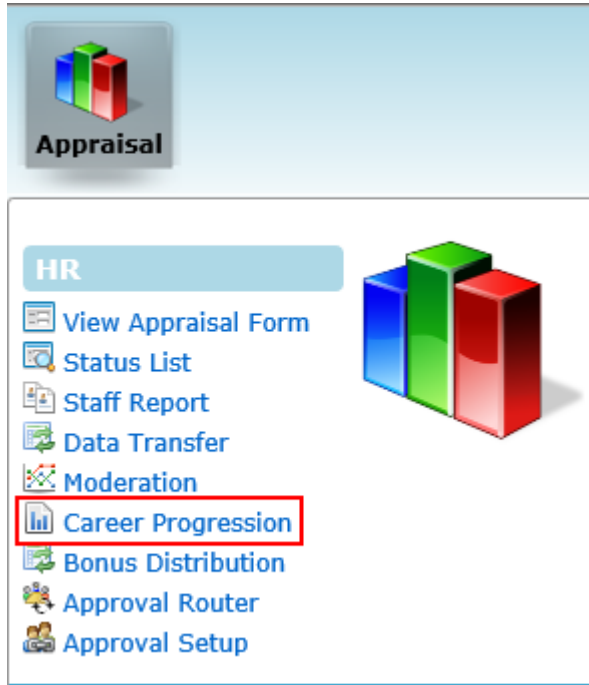 Appraisal
HR
View Appraisal Form
Status List
Staff Report
Data Transfer
Moderation
Career Progression
Bonus Distribution
Approval Router
Approval Setup